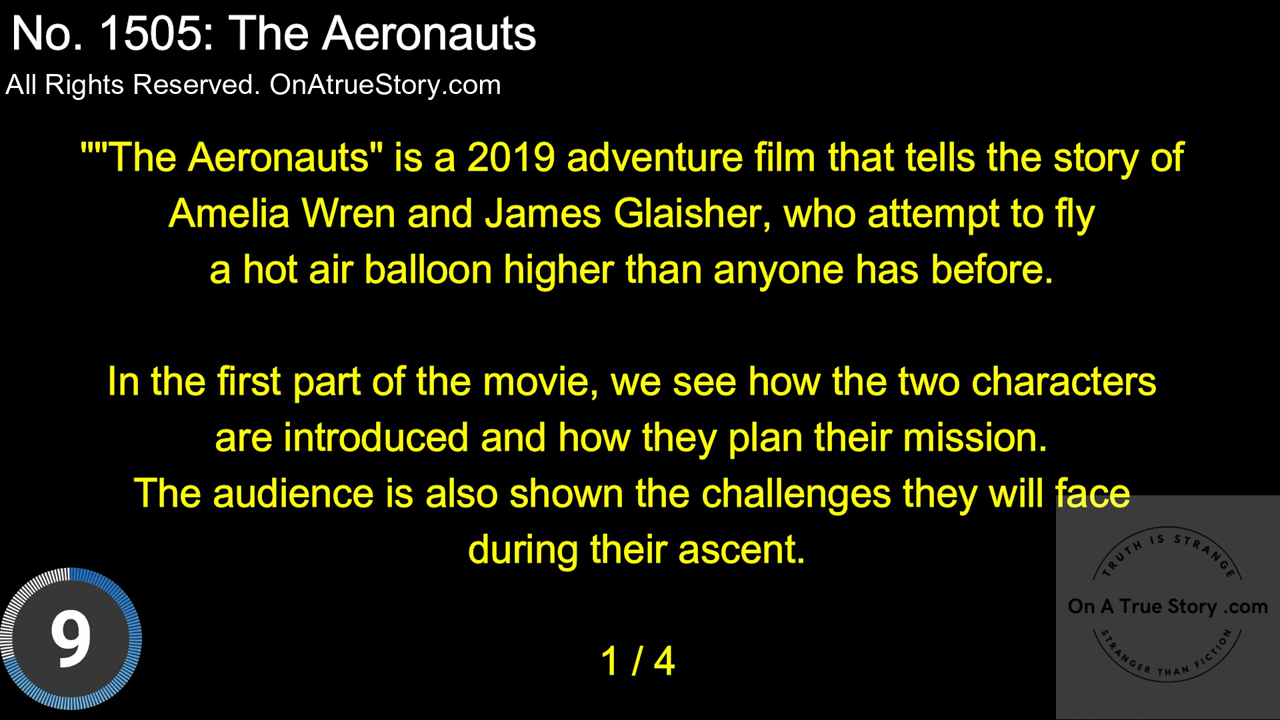 No. 1505: The Aeronauts
All Rights Reserved. OnAtrueStory.com
""The Aeronauts" is a 2019 adventure film that tells the story of
Amelia Wren and James Glaisher, who attempt to fly
a hot air balloon higher than anyone has before.
In the first part of the movie, we see how the two characters
are introduced and how they plan their mission.
The audience is also shown the challenges they will face
during their ascent.
TRUTH IS STRANGE
On A True Story .com
STRANGER THAN FICTION
9
1 / 4